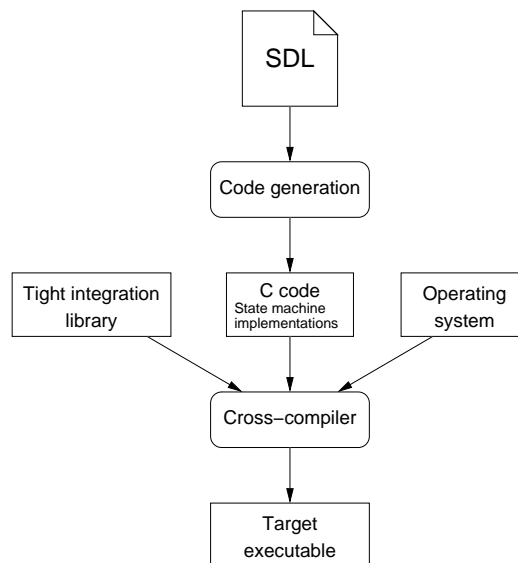 SDL
Code generation
Tight integration
library
C code
State machine
implementations
Operating
system
Cross−compiler
Target
executable